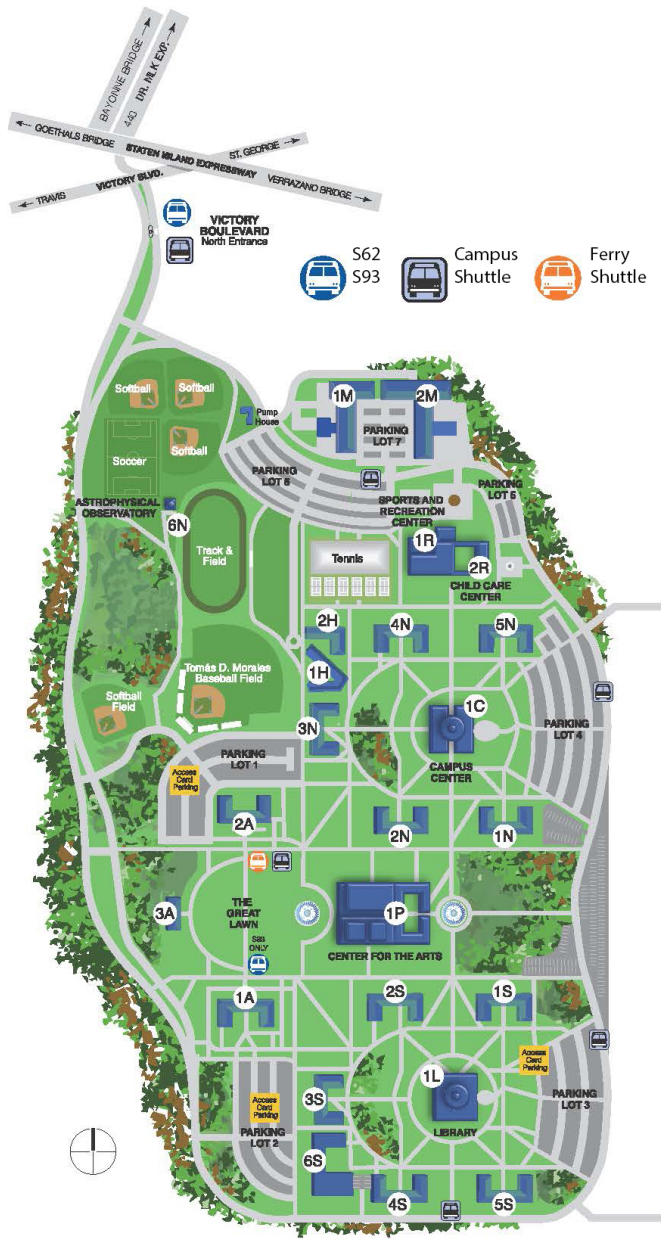 BAYONNE BRIDGE
440 DR. MLK EXP.
GOETHALS BRIDGE STATEN ISLAND EXPRESSWAY VERRAZANO BRIDGE
TRAVIS VICTORY BLVD. ST. GEORGE
VICTORY
BOULEVARD
North Entrance
S62
S93
Campus
Shuttle
Ferry
Shuttle
Softball
Softball
Softball
Soccer
Pump
House
1M
2M
PARKING
LOT 7
PARKING
LOT 6
PARKING
LOT 5
ASTROPHYSICAL
OBSERVATORY
6N
SPORTS AND
RECREATION
CENTER
1R
2R
CHILD CARE
CENTER
Track &
Field
Tennis
2H
4N
5N
1H
Tomás D. Morales
Baseball Field
Softball
Field
3N
1C
CAMPUS
CENTER
PARKING
LOT 4
PARKING
LOT 1
Access
Card
Parking
2A
2N
1N
3A
THE
GREAT
LAWN
1P
CENTER FOR THE ARTS
S93
ONLY
1A
2S
1S
Access
Card
Parking
1L
LIBRARY
PARKING
LOT 3
Access
Card
Parking
PARKING
LOT 2
3S
6S
4S
5S